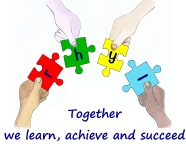 r h y l
Together
we learn, achieve and succeed